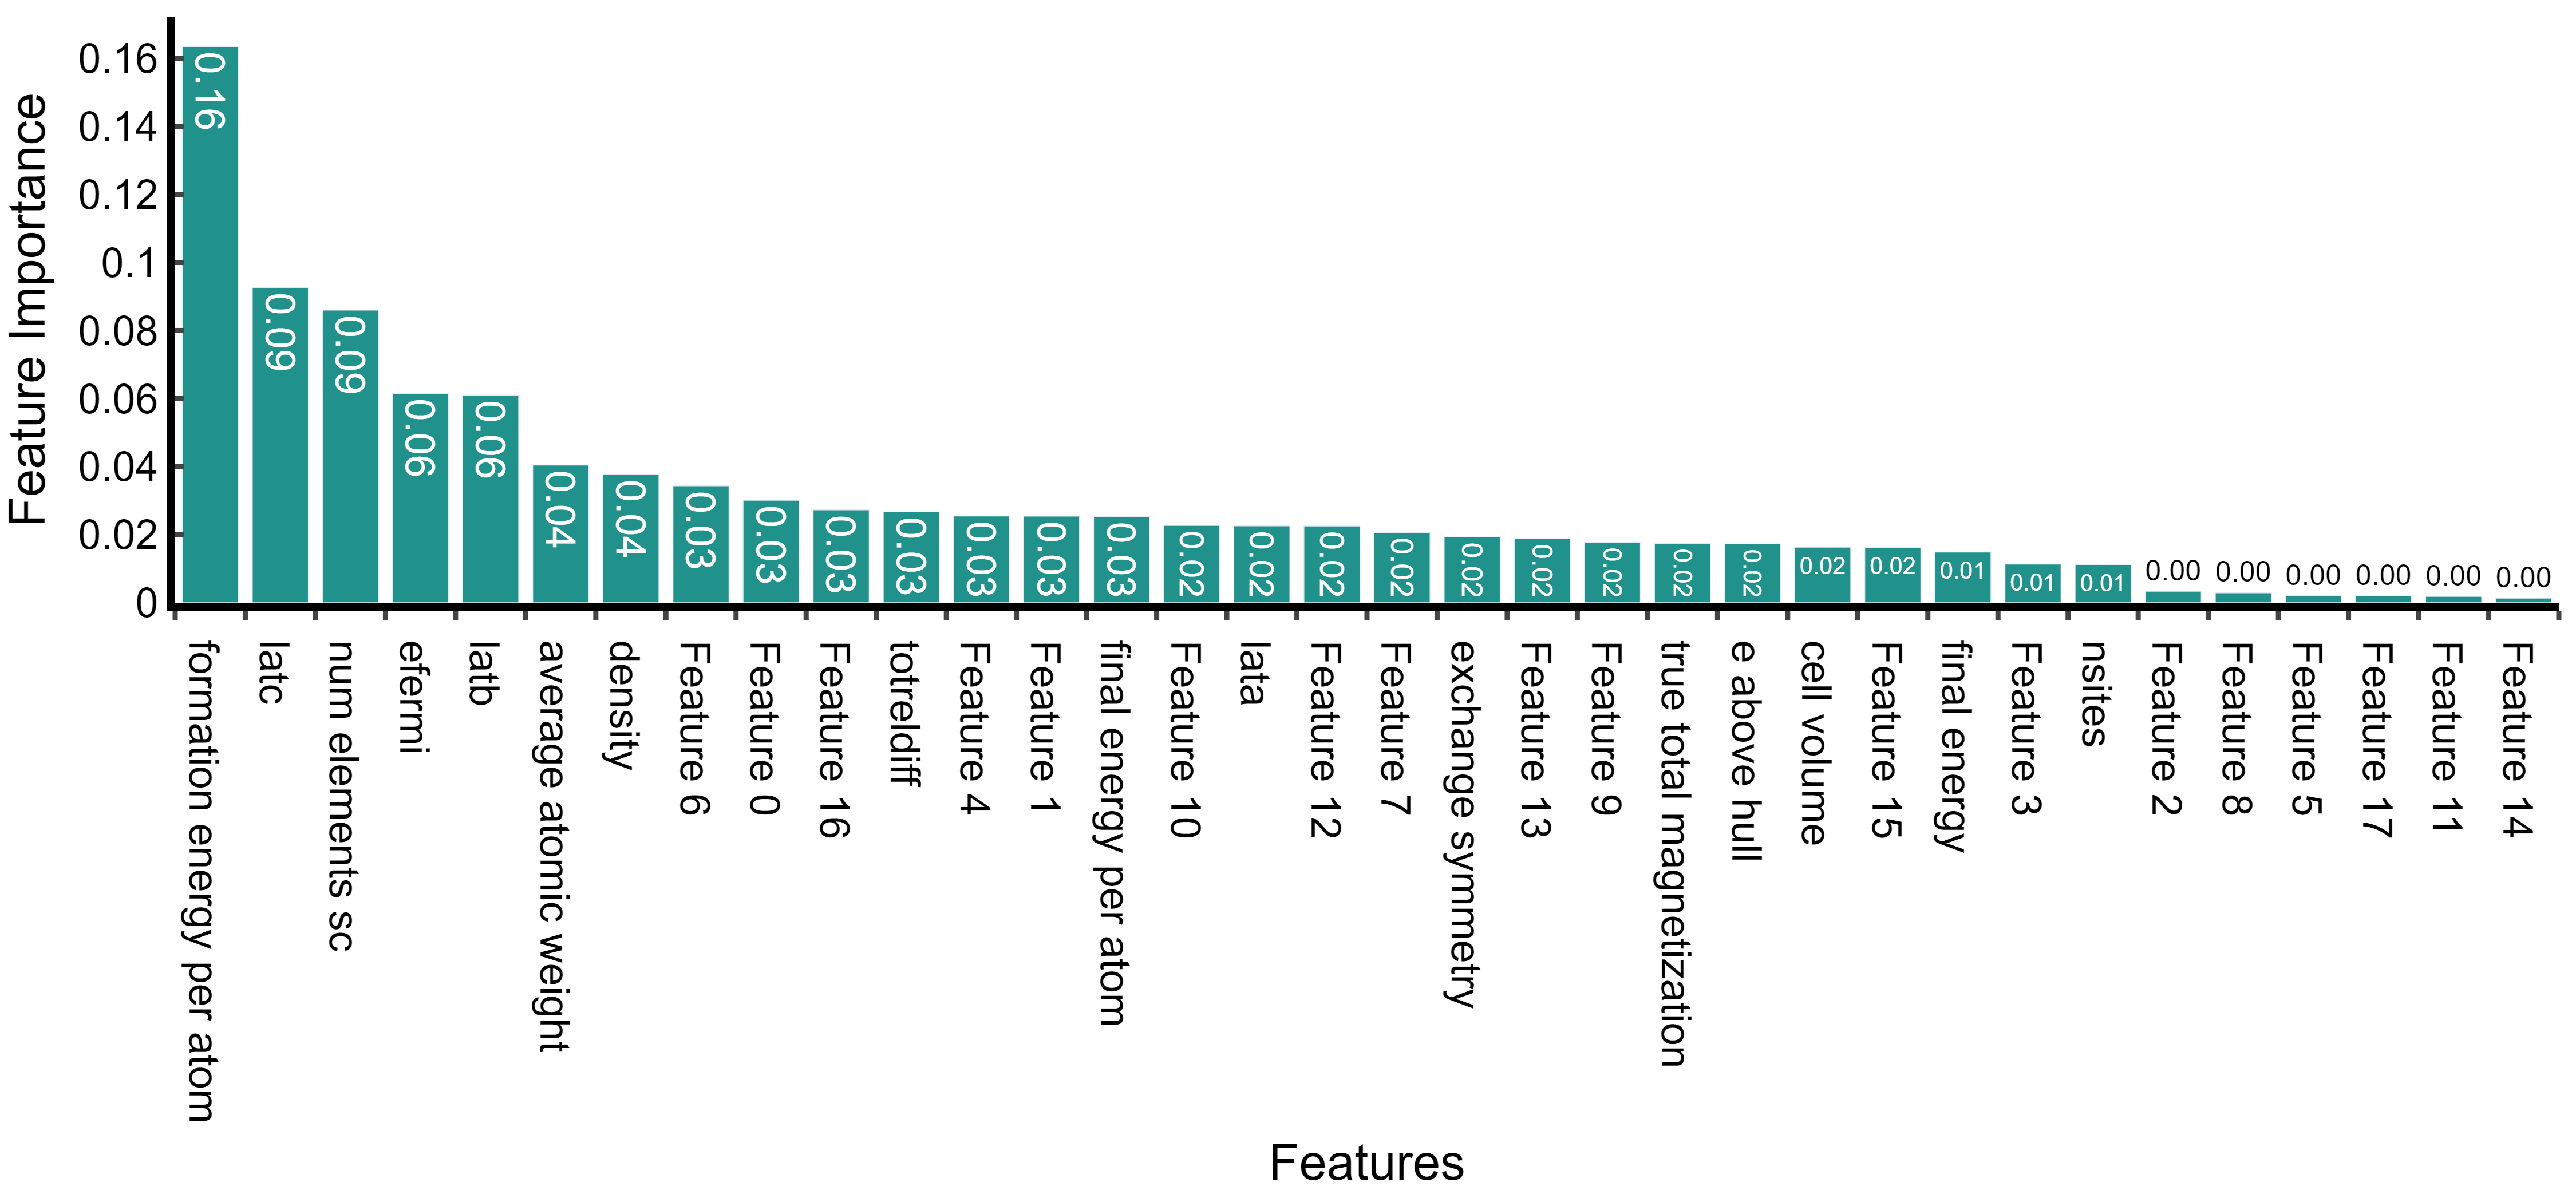 Feature Importance
0.16
0.14
0.12
0.1
0.08
0.06
0.04
0.02
0
0.16
0.09
0.09
0.06
0.06
0.04
0.04
0.03
0.03
0.03
0.03
0.03
0.03
0.03
0.02
0.02
0.02
0.02
0.02
0.02
0.02
0.02
0.02
0.02
0.02
0.01
0.01
0.01
0.00
0.00
0.00
0.00
0.00
0.00
formation energy per atom
latc
num elements sc
efermi
latb
average atomic weight
density
Feature 6
Feature 0
Feature 16
totreldiff
Feature 4
Feature 1
final energy per atom
Feature 10
lata
Feature 12
Feature 7
exchange symmetry
Feature 13
Feature 9
true total magnetization
e above hull
cell volume
Feature 15
final energy
Feature 3
nsites
Feature 2
Feature 8
Feature 5
Feature 17
Feature 11
Feature 14
Features